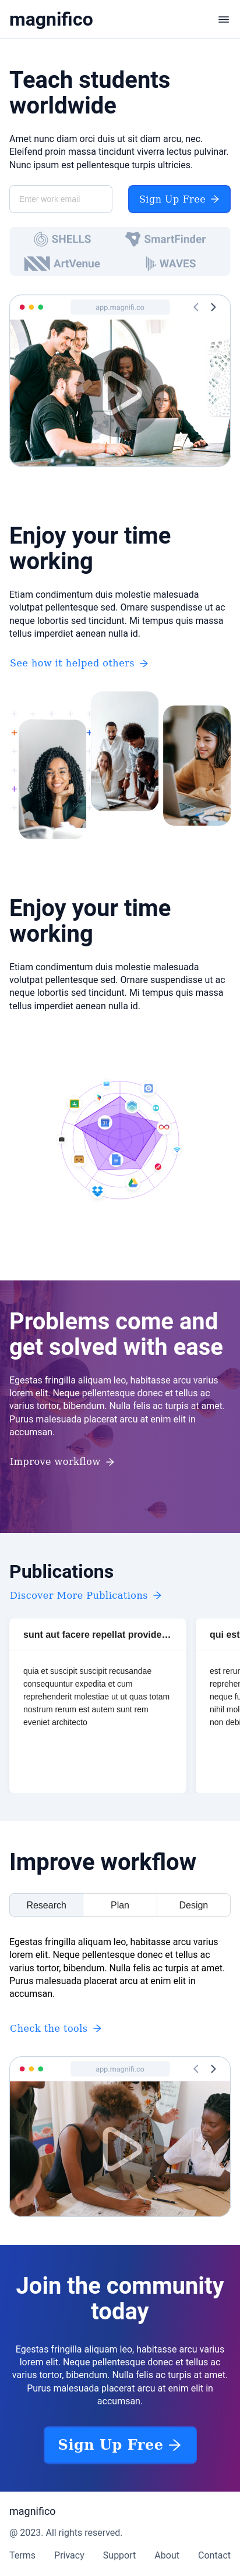 magnifico
Teach students
worldwide
Amet nunc diam orci duis ut sit diam arcu, nec.
Eleifend proin massa tincidunt viverra lectus pulvinar.
Nunc ipsum est pellentesque turpis ultricies.
Enter work email
Sign Up Free
SHELLS
SmartFinder
ArtVenue
WAVES
app.magnifi.co
Enjoy your time
working
Etiam condimentum duis molestie malesuada
volutpat pellentesque sed. Ornare suspendisse ut ac
neque lobortis sed tincidunt. Mi tempus quis massa
tellus imperdiet aenean nulla id.
See how it helped others
Enjoy your time
working
Etiam condimentum duis molestie malesuada
volutpat pellentesque sed. Ornare suspendisse ut ac
neque lobortis sed tincidunt. Mi tempus quis massa
tellus imperdiet aenean nulla id.
31
Problems come and
get solved with ease
Egestas fringilla aliquam leo, habitasse arcu varius
lorem elit. Neque pellentesque donec et tellus ac
varius tortor, bibendum. Nulla felis ac turpis at amet.
Purus malesuada placerat arcu at enim elit in
accumsan.
Improve workflow
Publications
Discover More Publications
sunt aut facere repellat provide…
quia et suscipit suscipit recusandae
consequuntur expedita et cum
reprehenderit molestiae ut ut quas totam
nostrum rerum est autem sunt rem
eveniet architecto
qui est
est rerum
reprehen
neque fu
nihil mol
non debi
Improve workflow
Research
Plan
Design
Egestas fringilla aliquam leo, habitasse arcu varius
lorem elit. Neque pellentesque donec et tellus ac
varius tortor, bibendum. Nulla felis ac turpis at amet.
Purus malesuada placerat arcu at enim elit in
accumsan.
Check the tools
app.magnifi.co
Join the community
today
Egestas fringilla aliquam leo, habitasse arcu varius
lorem elit. Neque pellentesque donec et tellus ac
varius tortor, bibendum. Nulla felis ac turpis at amet.
Purus malesuada placerat arcu at enim elit in
accumsan.
Sign Up Free
magnifico
@ 2023. All rights reserved.
Terms
Privacy
Support
About
Contact